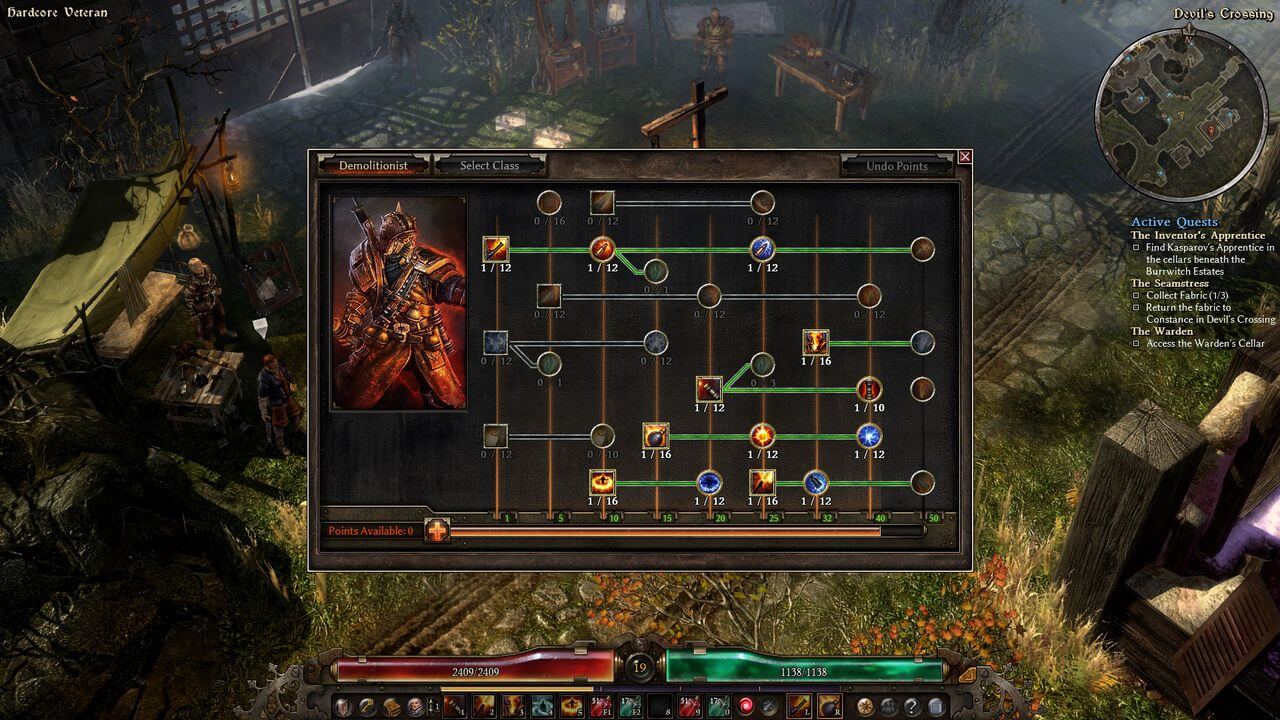 Hardcore Veteran
Devil's Crossing
N
Demolitionist
Select Class
Undo Points
0 / 16
0 / 12
0 / 12
1 / 12
1 / 12
1 / 12
0 / 1
0 / 12
0 / 12
0 / 12
0 / 12
0 / 12
1 / 16
0 / 1
0 / 3
1 / 12
1 / 10
0 / 12
0 / 10
1 / 16
1 / 12
1 / 12
1 / 16
1 / 12
1 / 16
1 / 12
1 5 10 15 20 25 32 40 50
Points Available: 0
Active Quests
The Inventor's Apprentice
Find Kasparov's Apprentice in
the cellars beneath the
Burrwitch Estates
The Seamstress
Collect Fabric (1/3)
Return the fabric to
Constance in Devil's Crossing
The Warden
Access the Warden's Cellar
2409/2409
19
1138/1138